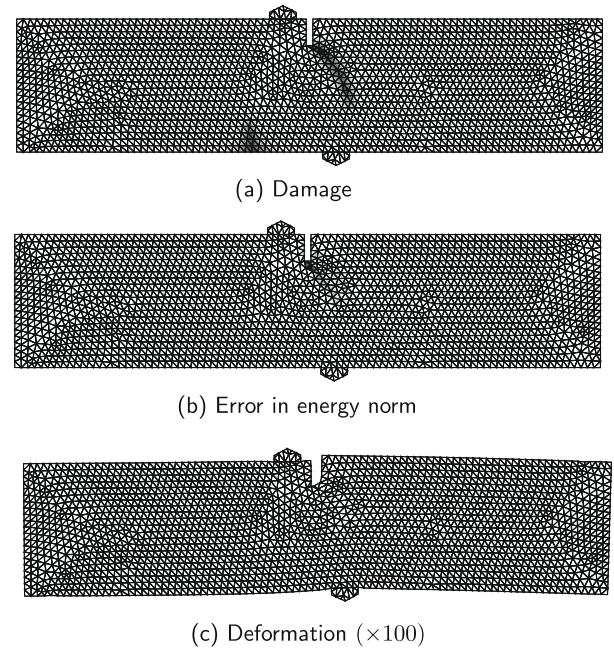 (a) Damage
(b) Error in energy norm
(c) Deformation (×100)